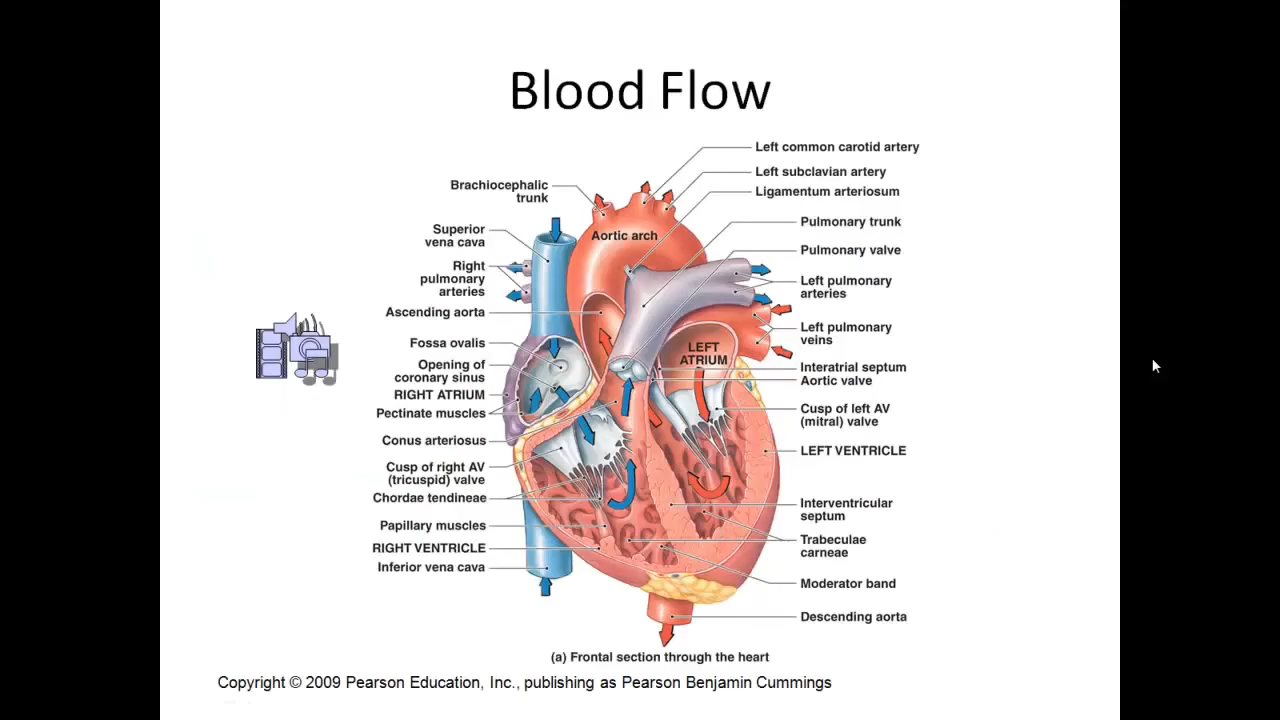 Blood Flow
Left common carotid artery
Left subclavian artery
Ligamentum arteriosum
Pulmonary trunk
Pulmonary valve
Left pulmonary
arteries
Left pulmonary
veins
Interatrial septum
Aortic valve
Cusp of left AV
(mitral) valve
LEFT VENTRICLE
Interventricular
septum
Trabeculae
carneae
Moderator band
Descending aorta
Brachiocephalic
trunk
Superior
vena cava
Right
pulmonary
arteries
Ascending aorta
Fossa ovalis
Opening of
coronary sinus
RIGHT ATRIUM
Pectinate muscles
Conus arteriosus
Cusp of right AV
(tricuspid) valve
Chordae tendineae
Papillary muscles
RIGHT VENTRICLE
Inferior vena cava
Aortic arch
LEFT
ATRIUM
(a) Frontal section through the heart
Copyright © 2009 Pearson Education, Inc., publishing as Pearson Benjamin Cummings